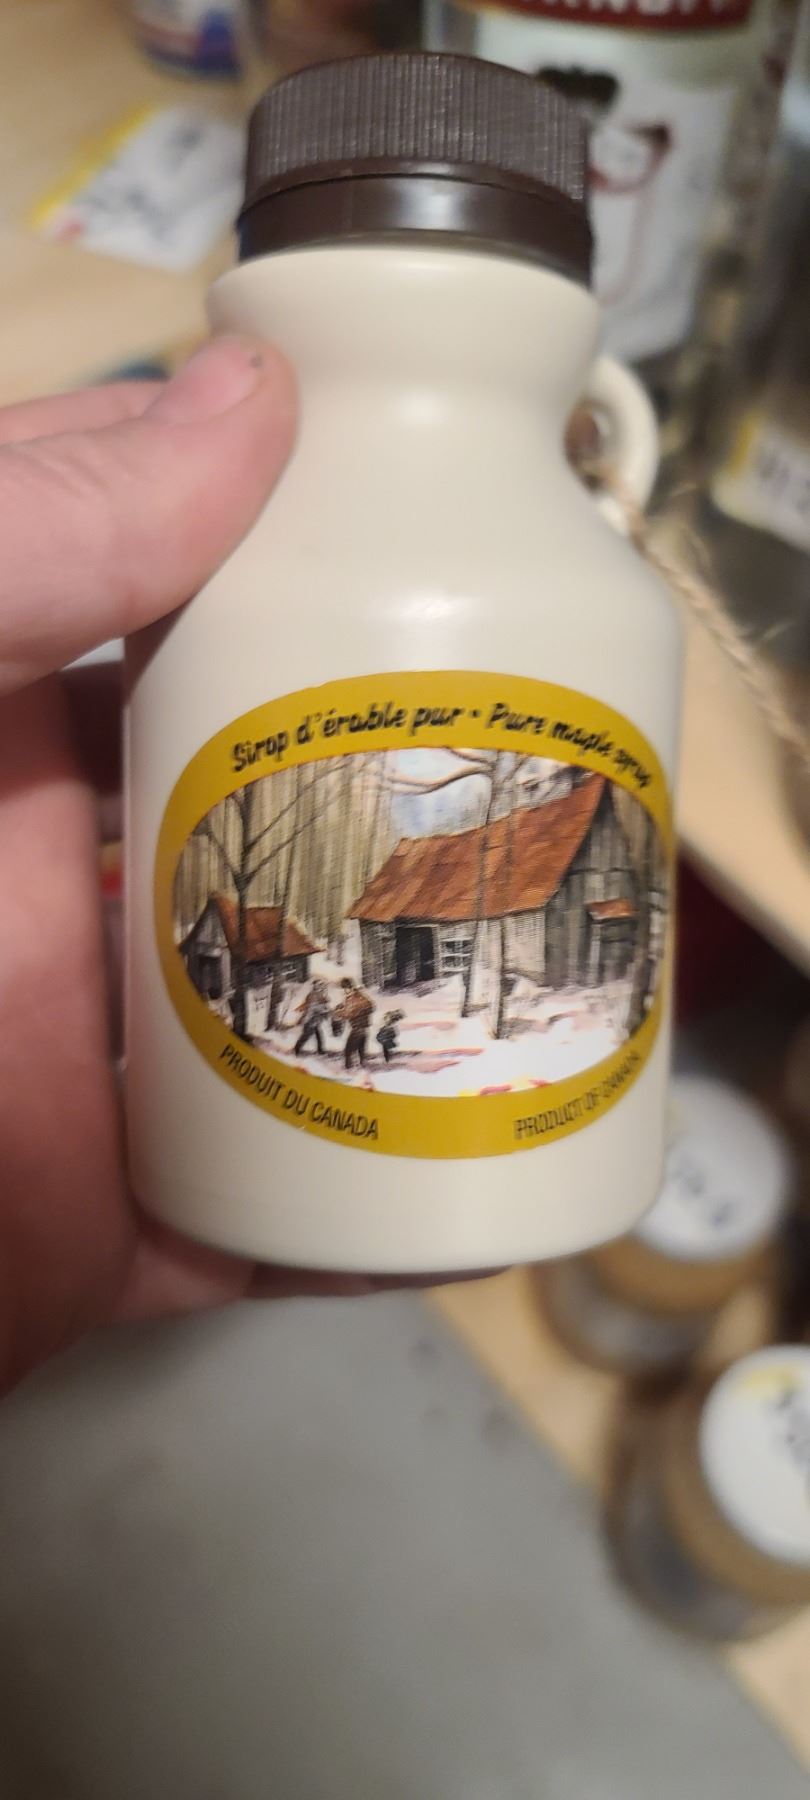 Sirop d'érable pur • Pure maple syrup
PRODUIT DU CANADA
PRODUCT OF CANADA